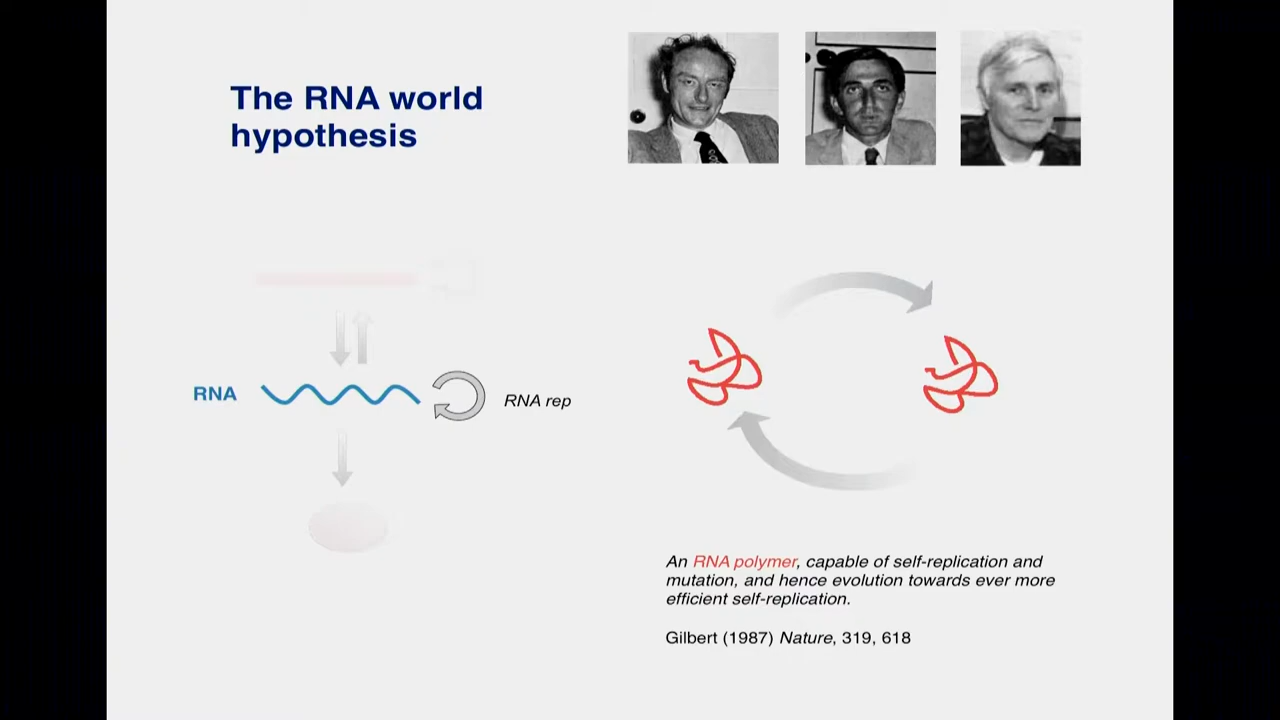 The RNA world
hypothesis
RNA
RNA rep
An RNA polymer, capable of self-replication and
mutation, and hence evolution towards ever more
efficient self-replication.
Gilbert (1987) Nature, 319, 618